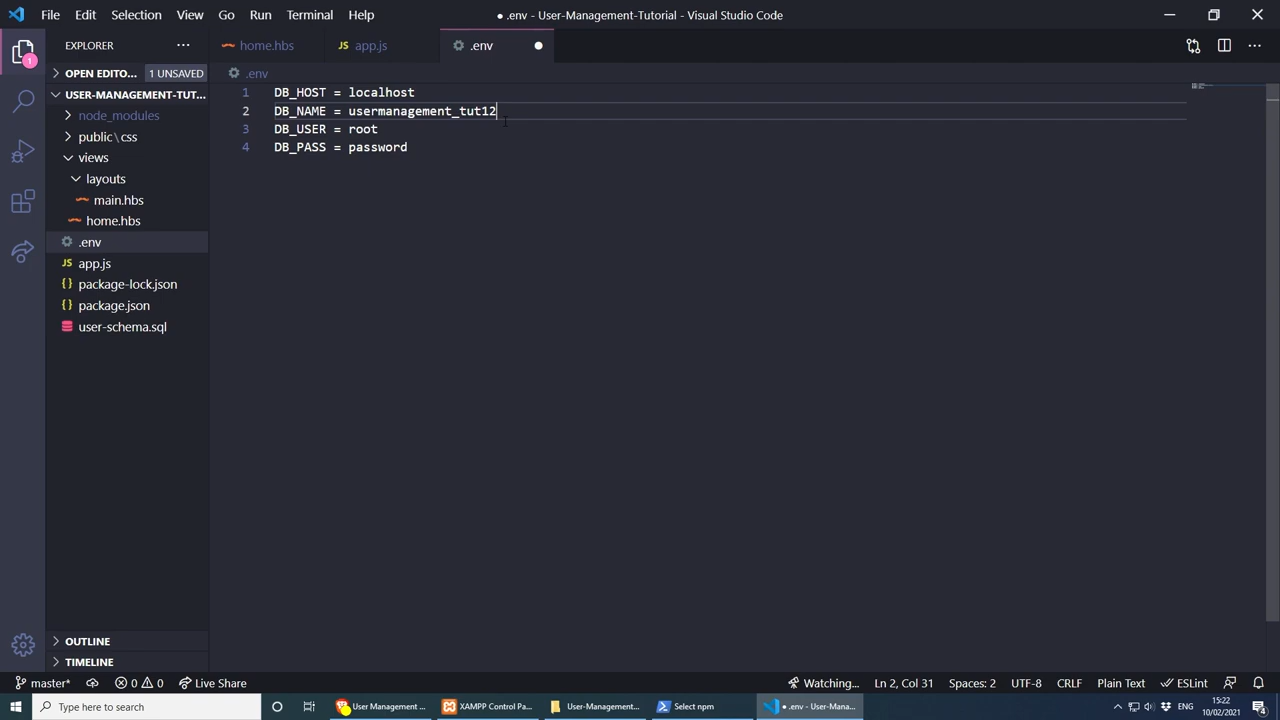 File Edit Selection View Go Run Terminal Help
● .env - User-Management-Tutorial - Visual Studio Code
EXPLORER
home.hbs
app.js
.env
OPEN EDITO... 1 UNSAVED
.env
USER-MANAGEMENT-TUT...
node_modules
public\css
views
layouts
main.hbs
home.hbs
.env
app.js
package-lock.json
package.json
user-schema.sql
1 DB_HOST = localhost
2 DB_NAME = usermanagement_tut12
3 DB_USER = root
4 DB_PASS = password
OUTLINE
TIMELINE
master* 0 0 Live Share
Watching... Ln 2, Col 31 Spaces: 2 UTF-8 CRLF Plain Text ESLint
Type here to search
User Management ...
XAMPP Control Pa...
User-Management...
Select npm
● .env - User-Mana...
ENG
15:22
10/02/2021
4
1